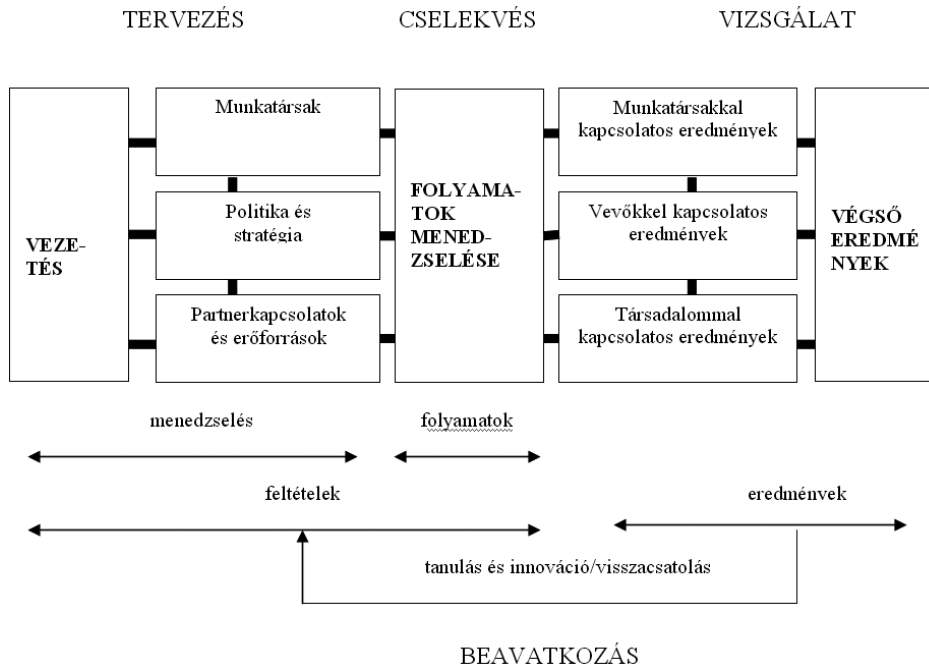 TERVEZÉS
CSELEKVÉS
VIZSGÁLAT
VEZE-
TÉS
Munkatársak
Politika és
stratégia
Partnerkapcsolatok
és erőforrások
FOLYAMA-
TOK
MENED-
ZSELÉSE
Munkatársakkal
kapcsolatos eredmények
Vevőkkel kapcsolatos
eredmények
Társadalommal
kapcsolatos eredmények
VÉGSŐ
EREDMÉ
NYEK
menedzselés
folyamatok
feltételek
eredmények
tanulás és innováció/visszacsatolás
BEAVATKOZÁS